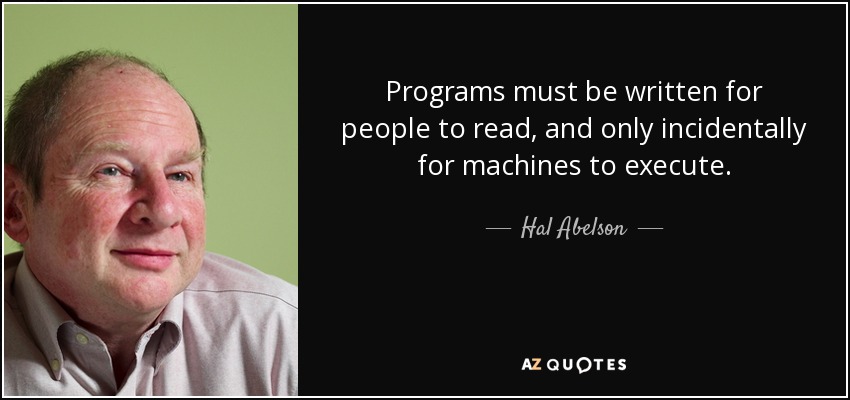 Programs must be written for
people to read, and only incidentally
for machines to execute.
Hal Abelson
AZ QUOTES